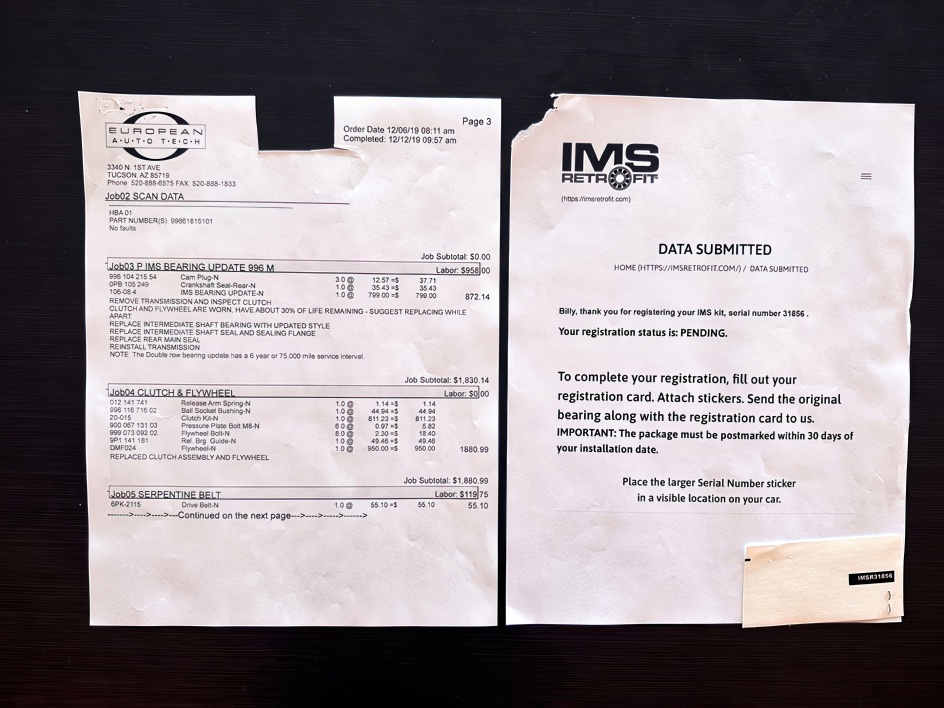 EUROPEAN
A·U·T·O T·E·C·H
Page 3
Order Date 12/06/19 08:11 am
Completed: 12/12/19 09:57 am
3340 N. 1ST AVE
TUCSON, AZ 85719
Phone 520-888-6575 FAX 520-888-1833
Job02 SCAN DATA
HBA 01
PART NUMBER(S): 99661815101
No faults
Job Subtotal: $0.00
Job03 P IMS BEARING UPDATE 996 M Labor: $958.00
996 104 215 54 Cam Plug-N 3.0 @ 12.57 =$ 37.71
0PB 105 249 Crankshaft Seal-Rear-N 1.0 @ 35.43 =$ 35.43
106-08 4 IMS BEARING UPDATE-N 1.0 @ 799.00 =$ 799.00 872.14
REMOVE TRANSMISSION AND INSPECT CLUTCH
CLUTCH AND FLYWHEEL ARE WORN, HAVE ABOUT 30% OF LIFE REMAINING - SUGGEST REPLACING WHILE
APART
REPLACE INTERMEDIATE SHAFT BEARING WITH UPDATED STYLE
REPLACE INTERMEDIATE SHAFT SEAL AND SEALING FLANGE
REPLACE REAR MAIN SEAL
REINSTALL TRANSMISSION
NOTE: The Double row bearing update has a 6 year or 75,000 mile service interval.
Job Subtotal: $1,830.14
Job04 CLUTCH & FLYWHEEL Labor: $0.00
012 141 741 Release Arm Spring-N 1.0 @ 1.14 =$ 1.14
996 116 716 02 Ball Socket Bushing-N 1.0 @ 44.94 =$ 44.94
20-015 Clutch Kit-N 1.0 @ 811.23 =$ 811.23
900 067 131 03 Pressure Plate Bolt M8-N 6.0 @ 0.97 =$ 5.82
999 073 092 02 Flywheel Bolt-N 8.0 @ 2.30 =$ 18.40
9P1 141 181 Rel. Brg. Guide-N 1.0 @ 49.46 =$ 49.46
DMF024 Flywheel-N 1.0 @ 950.00 =$ 950.00 1880.99
REPLACED CLUTCH ASSEMBLY AND FLYWHEEL
Job Subtotal: $1,880.99
Job05 SERPENTINE BELT Labor: $119.75
6PK-2115 Drive Belt-N 1.0 @ 55.10 =$ 55.10 55.10
------->---->---->---Continued on the next page--->---->---->------>
IMS
RETROFIT
(https://imsretrofit.com)
DATA SUBMITTED
HOME (HTTPS://IMSRETROFIT.COM/) / DATA SUBMITTED
Billy, thank you for registering your IMS kit, serial number 31856 .
Your registration status is: PENDING.
To complete your registration, fill out your
registration card. Attach stickers. Send the original
bearing along with the registration card to us.
IMPORTANT: The package must be postmarked within 30 days of
your installation date.
Place the larger Serial Number sticker
in a visible location on your car.
IMSR31856